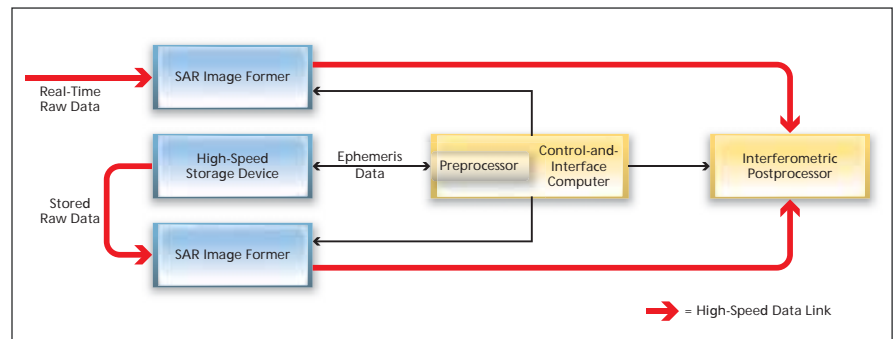 SAR Image Former
Real-Time
Raw Data
High-Speed
Storage Device
Ephemeris
Data
Preprocessor
Control-and-
Interface
Computer
Interferometric
Postprocessor
Stored
Raw Data
SAR Image Former
= High-Speed Data Link